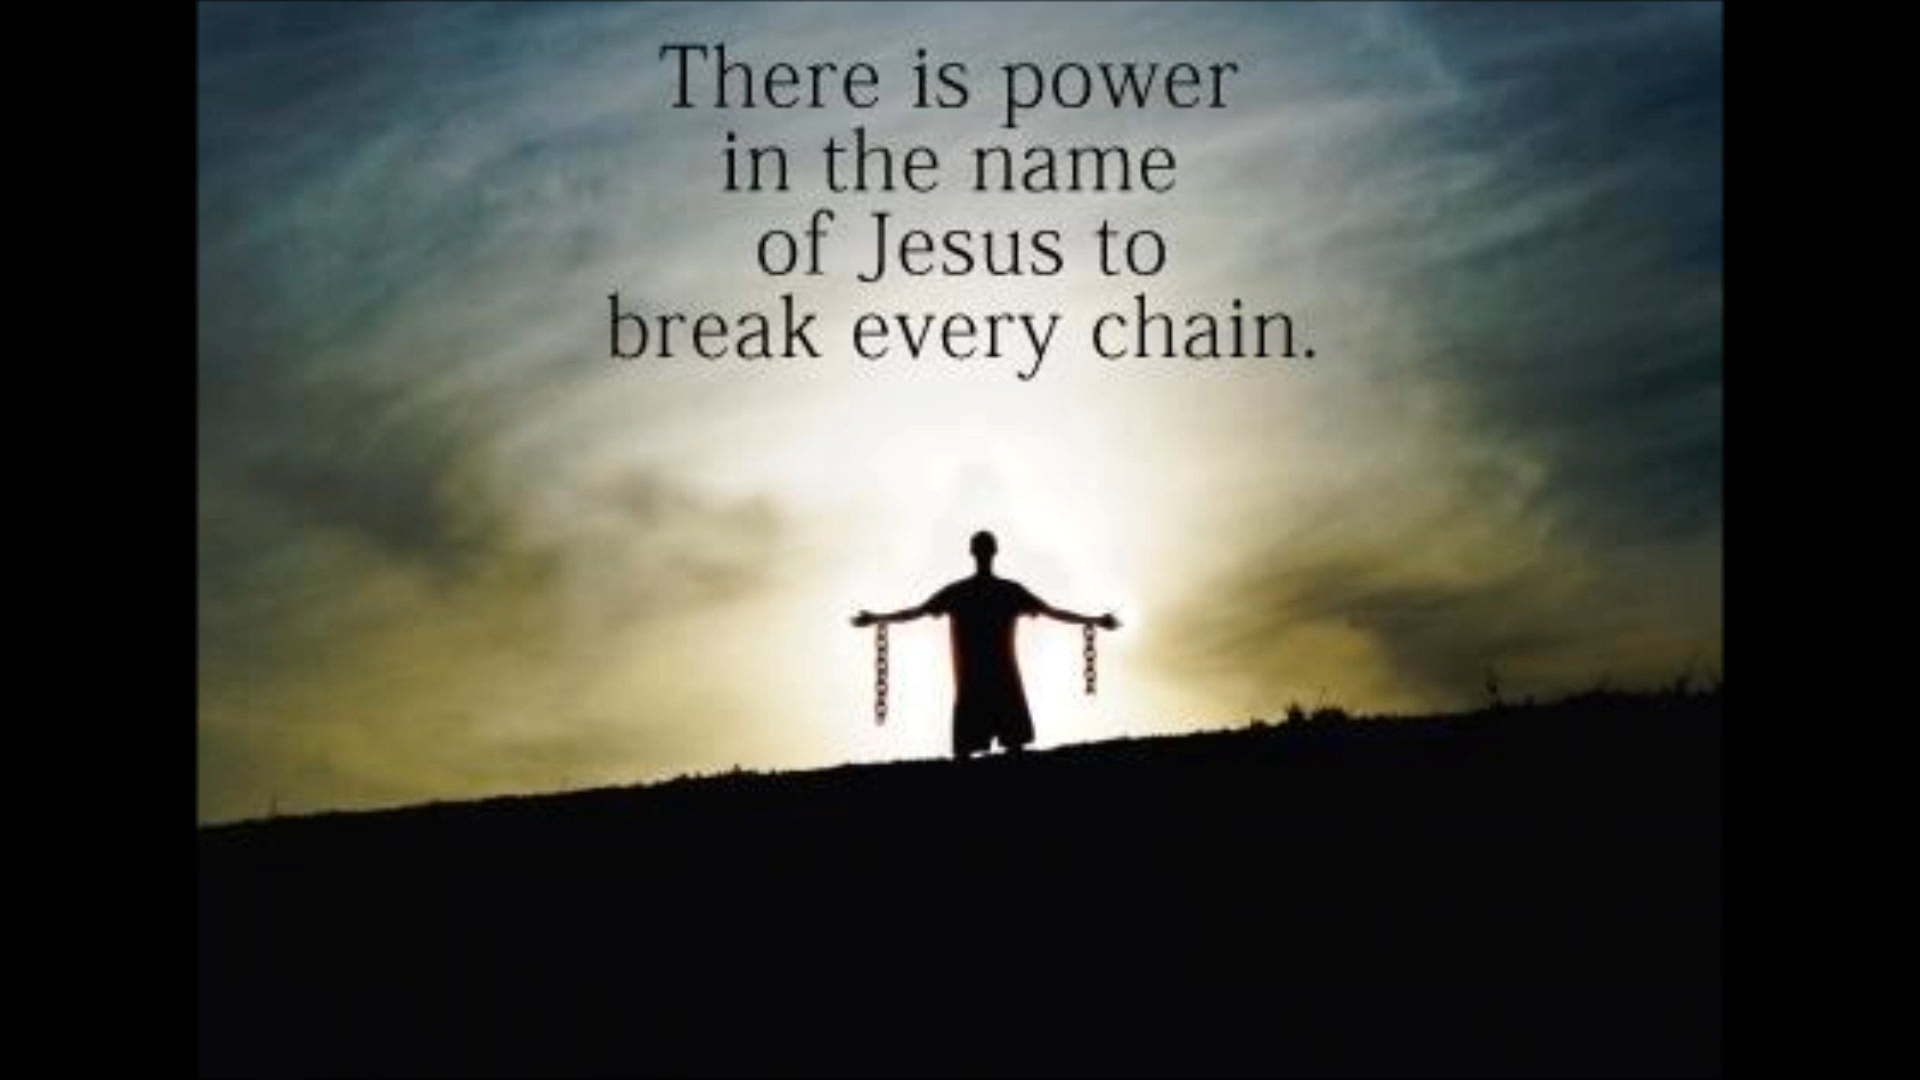 There is power
in the name
of Jesus to
break every chain.